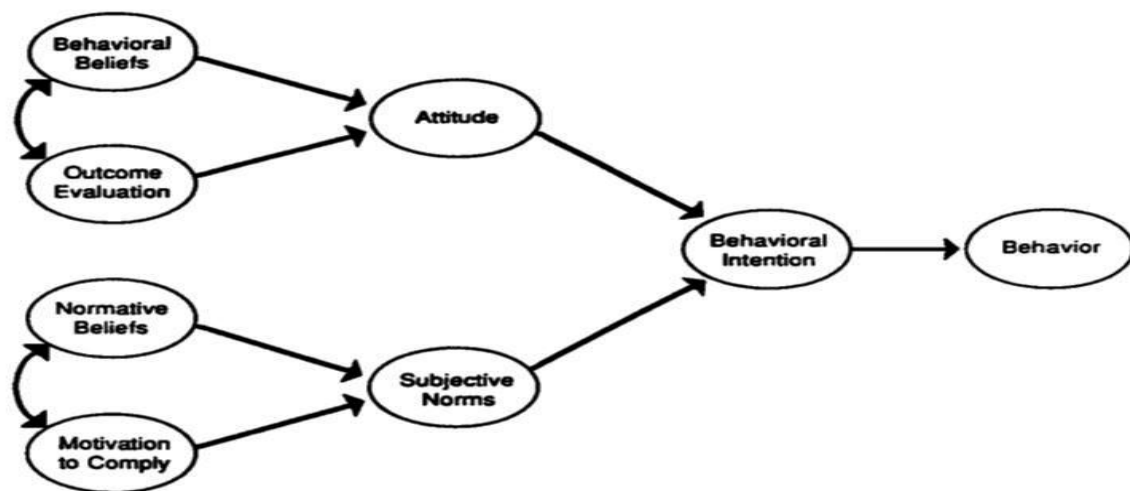 Behavioral
Beliefs
Attitude
Outcome
Evaluation
Behavioral
Intention
Behavior
Normative
Beliefs
Subjective
Norms
Motivation
to Comply